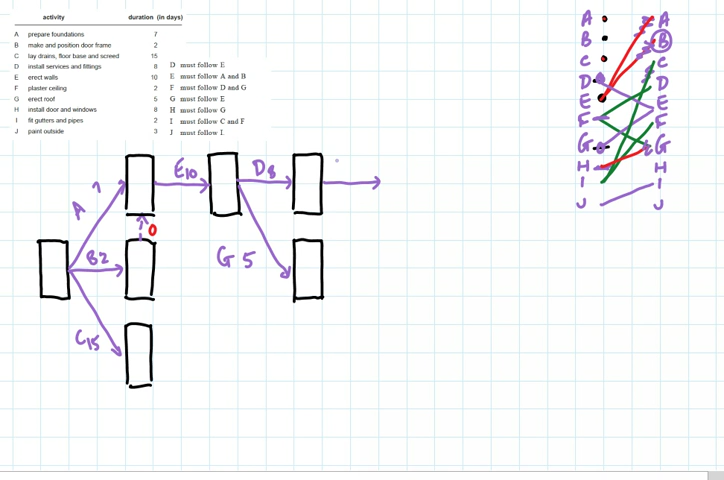 activity duration (in days)
A prepare foundations 7
B make and position door frame 2
C lay drains, floor base and screed 15
D install services and fittings 8
E erect walls 10
F plaster ceiling 2
G erect roof 5
H install door and windows 8
I fit gutters and pipes 2
J paint outside 3
D must follow E
E must follow A and B
F must follow D and G
G must follow E
H must follow G
I must follow C and F
J must follow I.
A A
B B
C C
D D
E E
F F
G G
H H
I I
J J
A 7
E10
D8
0
B2
G 5
C15